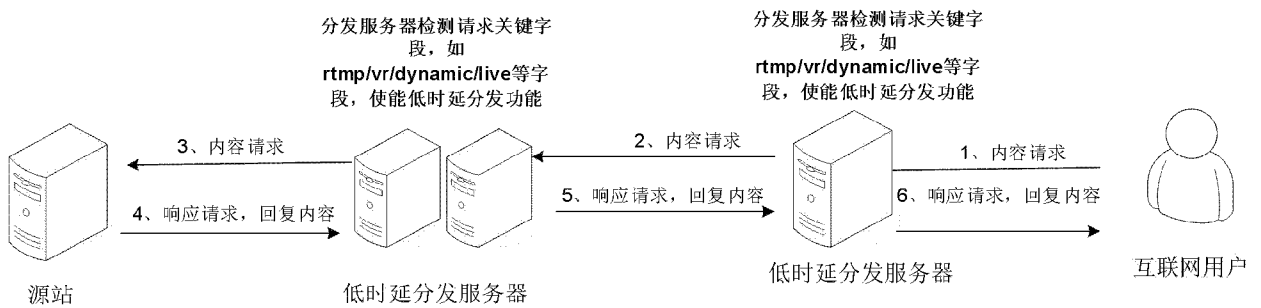 分发服务器检测请求关键字
段，如
rtmp/vr/dynamic/live等字
段，使能低时延分发功能
分发服务器检测请求关键字
段，如
rtmp/vr/dynamic/live等字
段，使能低时延分发功能
3、内容请求
2、内容请求
1、内容请求
4、响应请求，回复内容
5、响应请求，回复内容
6、响应请求，回复内容
源站
低时延分发服务器
低时延分发服务器
互联网用户